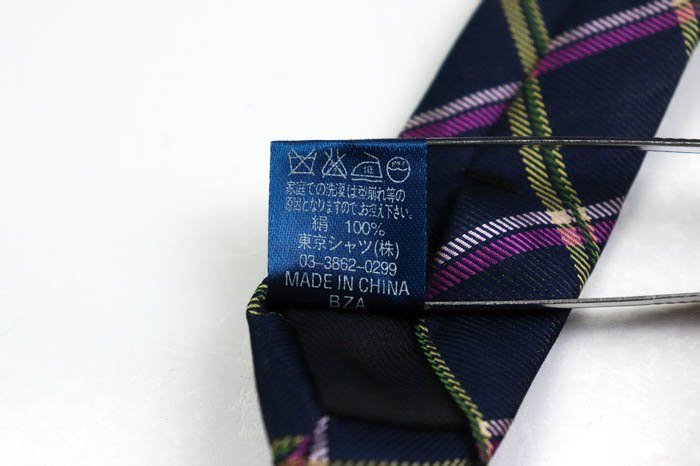 家庭での洗濯は型崩れ等の
原因となりますのでお控え下さい。
絹 100%
東京シャツ(株)
03-3862-0299
MADE IN CHINA
BZA